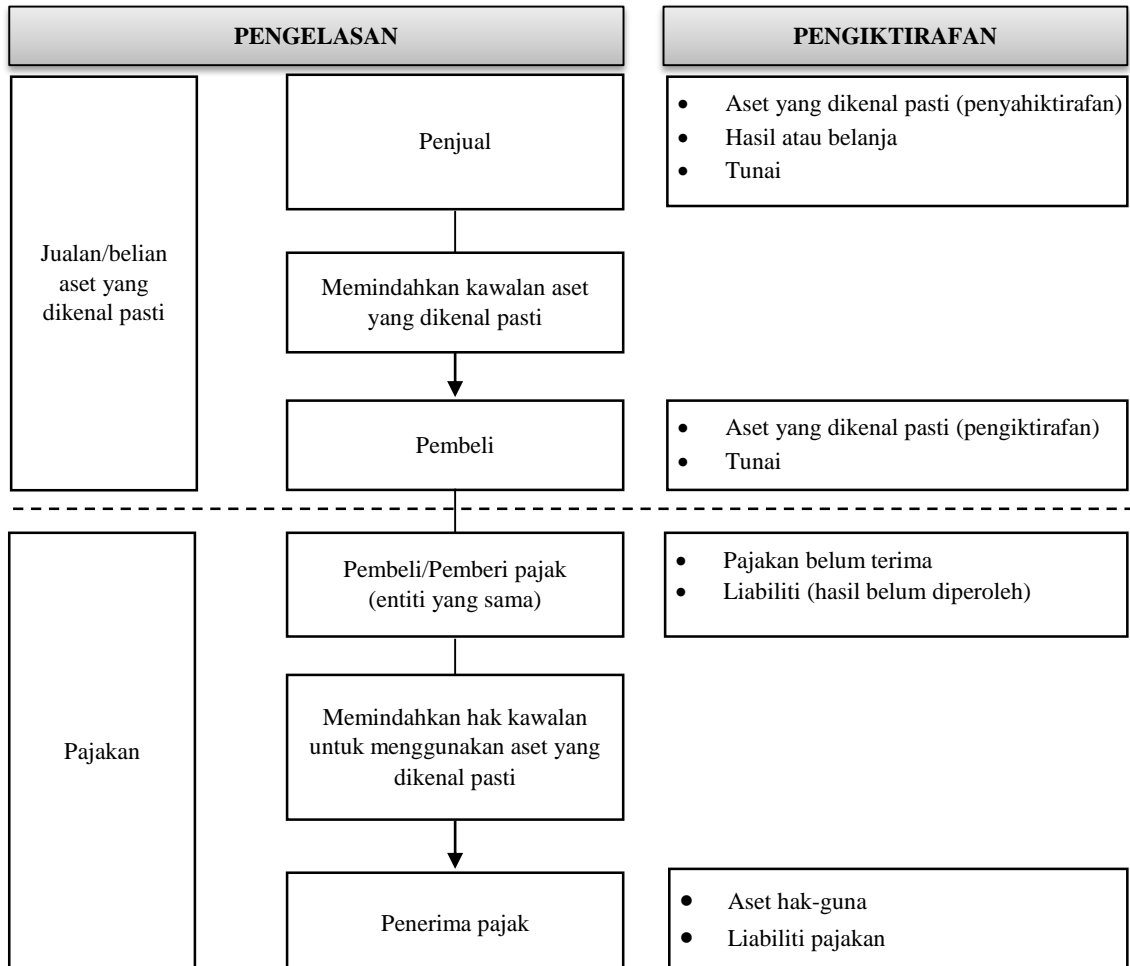 PENGELASAN
PENGIKTIRAFAN
Jualan/belian
aset yang
dikenal pasti
Penjual
• Aset yang dikenal pasti (penyahiktirafan)
• Hasil atau belanja
• Tunai
Memindahkan kawalan aset
yang dikenal pasti
Pembeli
• Aset yang dikenal pasti (pengiktirafan)
• Tunai
Pajakan
Pembeli/Pemberi pajak
(entiti yang sama)
• Pajakan belum terima
• Liabiliti (hasil belum diperoleh)
Memindahkan hak kawalan
untuk menggunakan aset yang
dikenal pasti
Penerima pajak
• Aset hak-guna
• Liabiliti pajakan